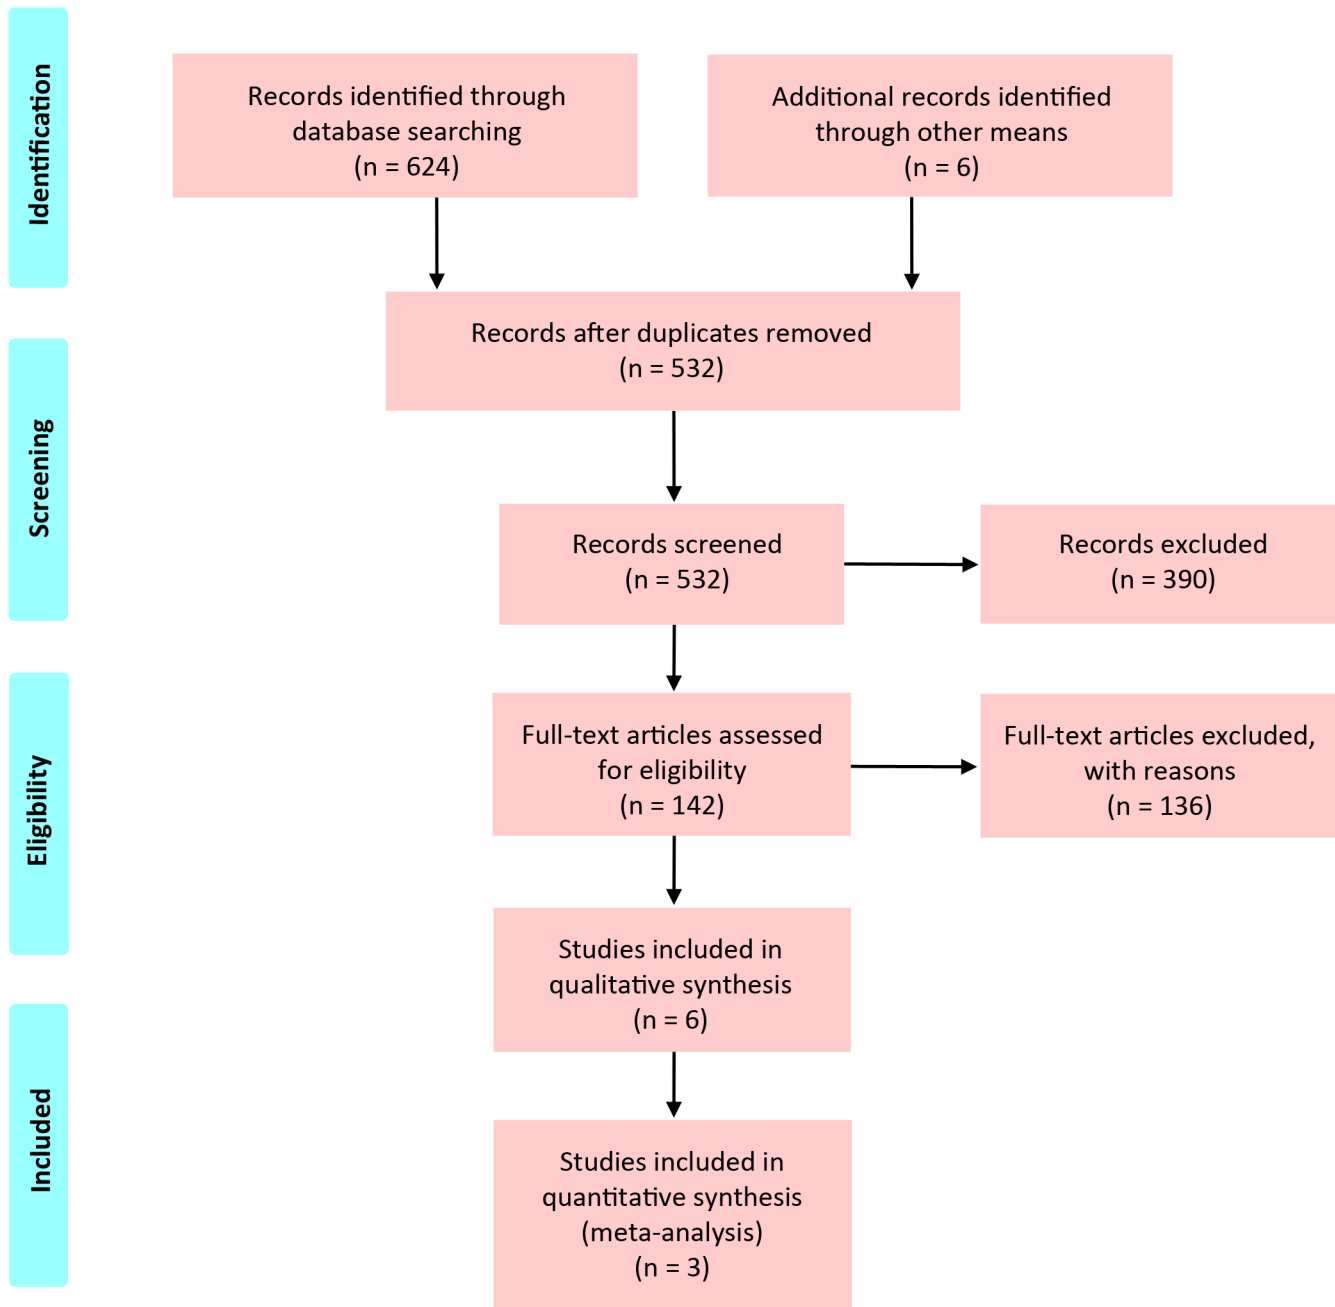 Identification
Records identified through
database searching
(n = 624)
Additional records identified
through other means
(n = 6)
Records after duplicates removed
(n = 532)
Screening
Records screened
(n = 532)
Records excluded
(n = 390)
Eligibility
Full-text articles assessed
for eligibility
(n = 142)
Full-text articles excluded,
with reasons
(n = 136)
Studies included in
qualitative synthesis
(n = 6)
Included
Studies included in
quantitative synthesis
(meta-analysis)
(n = 3)